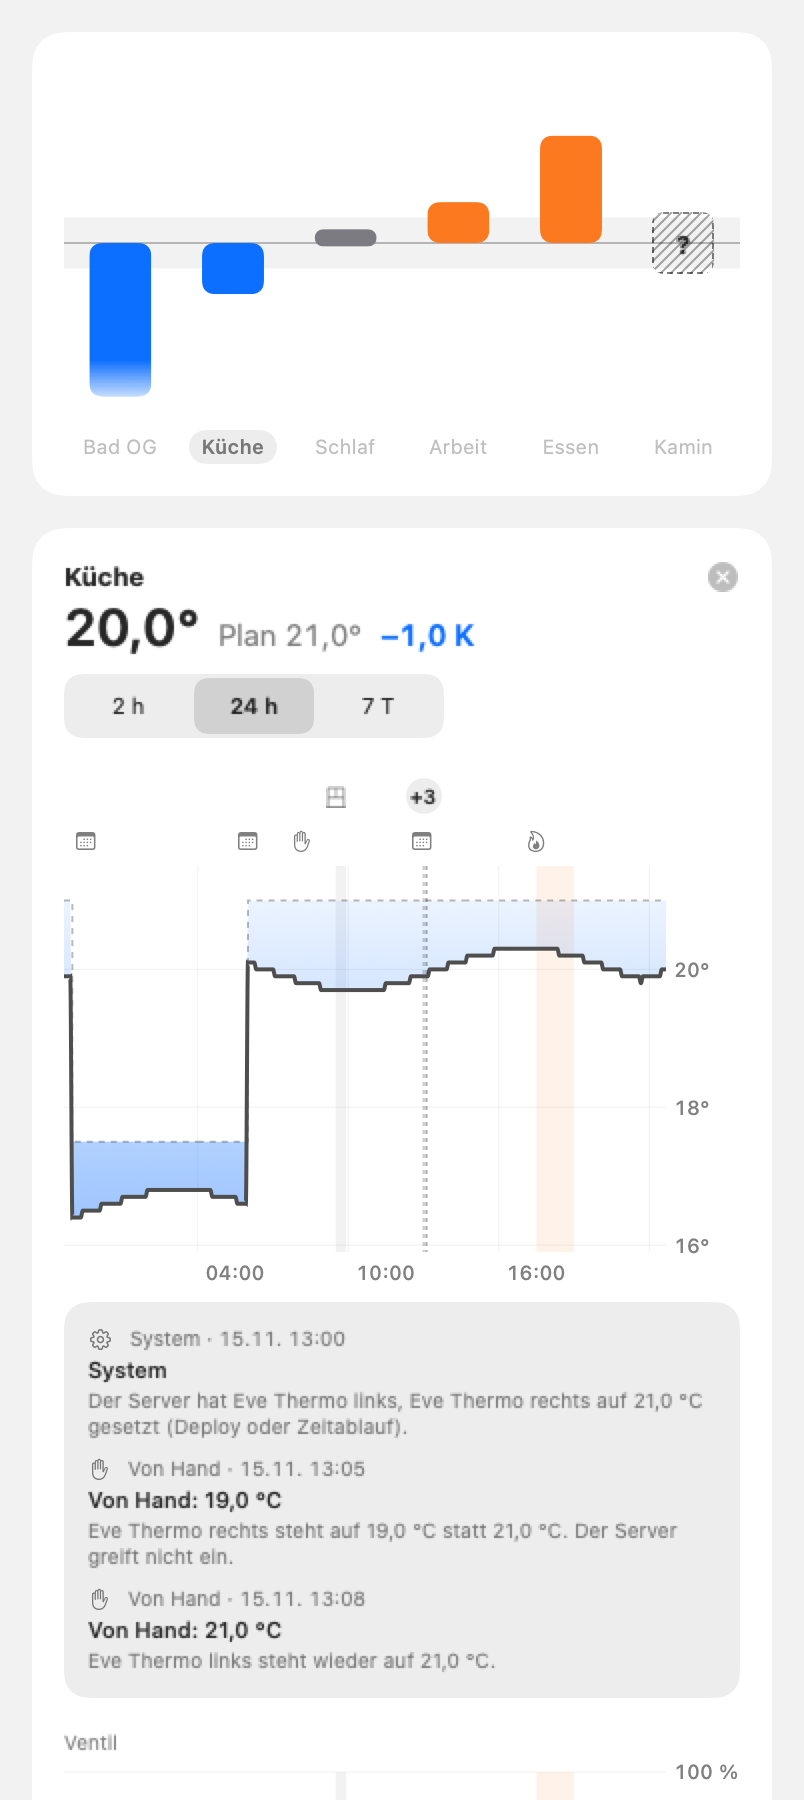 ?
Bad OG
Küche
Schlaf
Arbeit
Essen
Kamin
Küche
20,0° Plan 21,0° −1,0 K
2 h
24 h
7 T
+3
20°
18°
16°
04:00
10:00
16:00
System · 15.11. 13:00
System
Der Server hat Eve Thermo links, Eve Thermo rechts auf 21,0 °C
gesetzt (Deploy oder Zeitablauf).
Von Hand · 15.11. 13:05
Von Hand: 19,0 °C
Eve Thermo rechts steht auf 19,0 °C statt 21,0 °C. Der Server
greift nicht ein.
Von Hand · 15.11. 13:08
Von Hand: 21,0 °C
Eve Thermo links steht wieder auf 21,0 °C.
Ventil
100 %